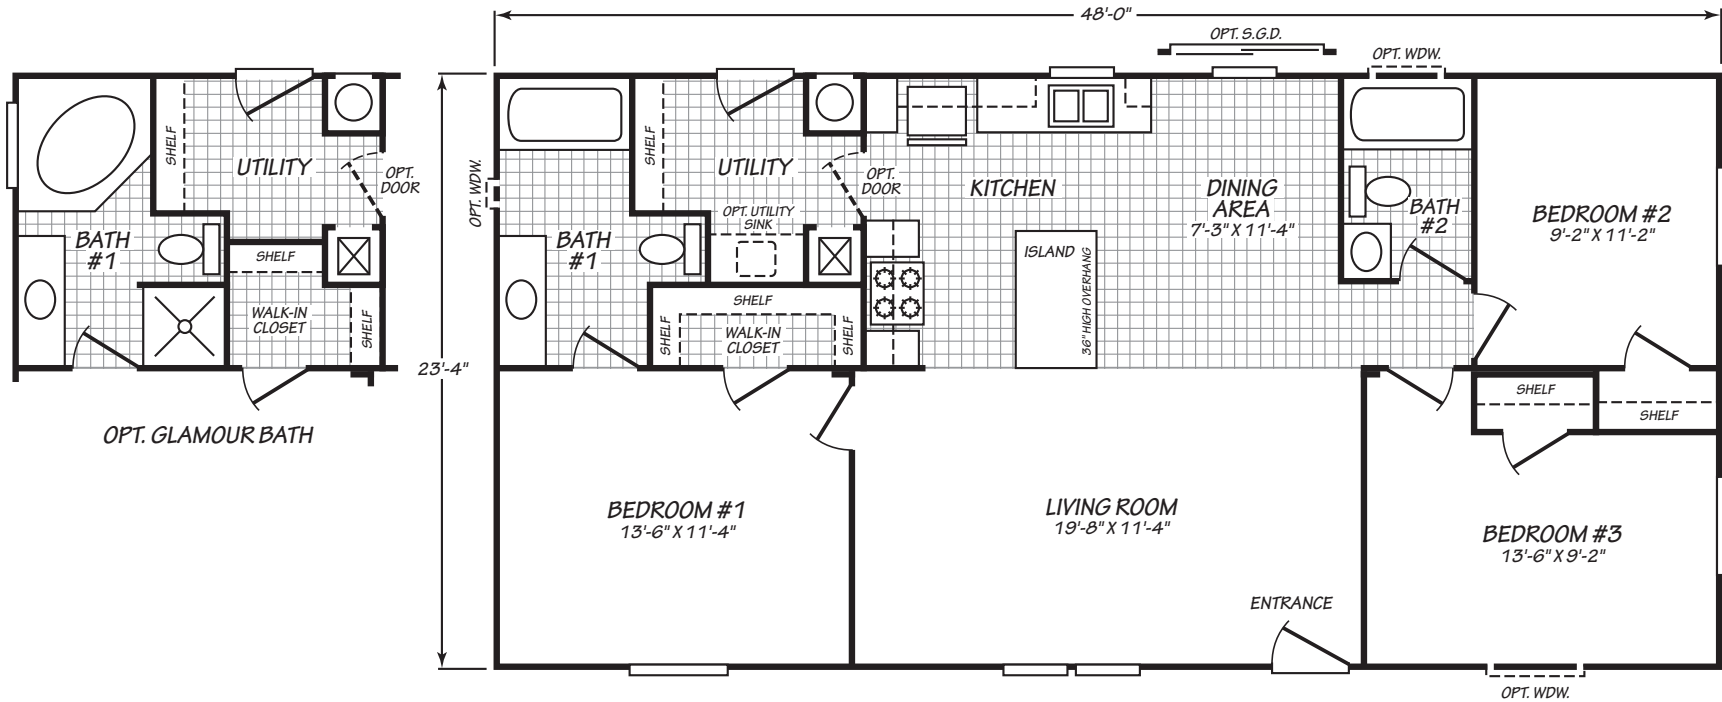 48'-0"
OPT. S.G.D.
OPT. WDW.
SHELF
UTILITY
OPT.
DOOR
BATH
#1
SHELF
WALK-IN
CLOSET
SHELF
OPT. GLAMOUR BATH
23'-4"
OPT. WDW.
SHELF
UTILITY
OPT. UTILITY
SINK
BATH
#1
SHELF
SHELF
WALK-IN
CLOSET
SHELF
OPT.
DOOR
KITCHEN
ISLAND
36" HIGH OVERHANG
DINING
AREA
7'-3" X 11'-4"
BATH
#2
BEDROOM #2
9'-2" X 11'-2"
SHELF
SHELF
BEDROOM #1
13'-6" X 11'-4"
LIVING ROOM
19'-8" X 11'-4"
BEDROOM #3
13'-6" X 9'-2"
ENTRANCE
OPT. WDW.